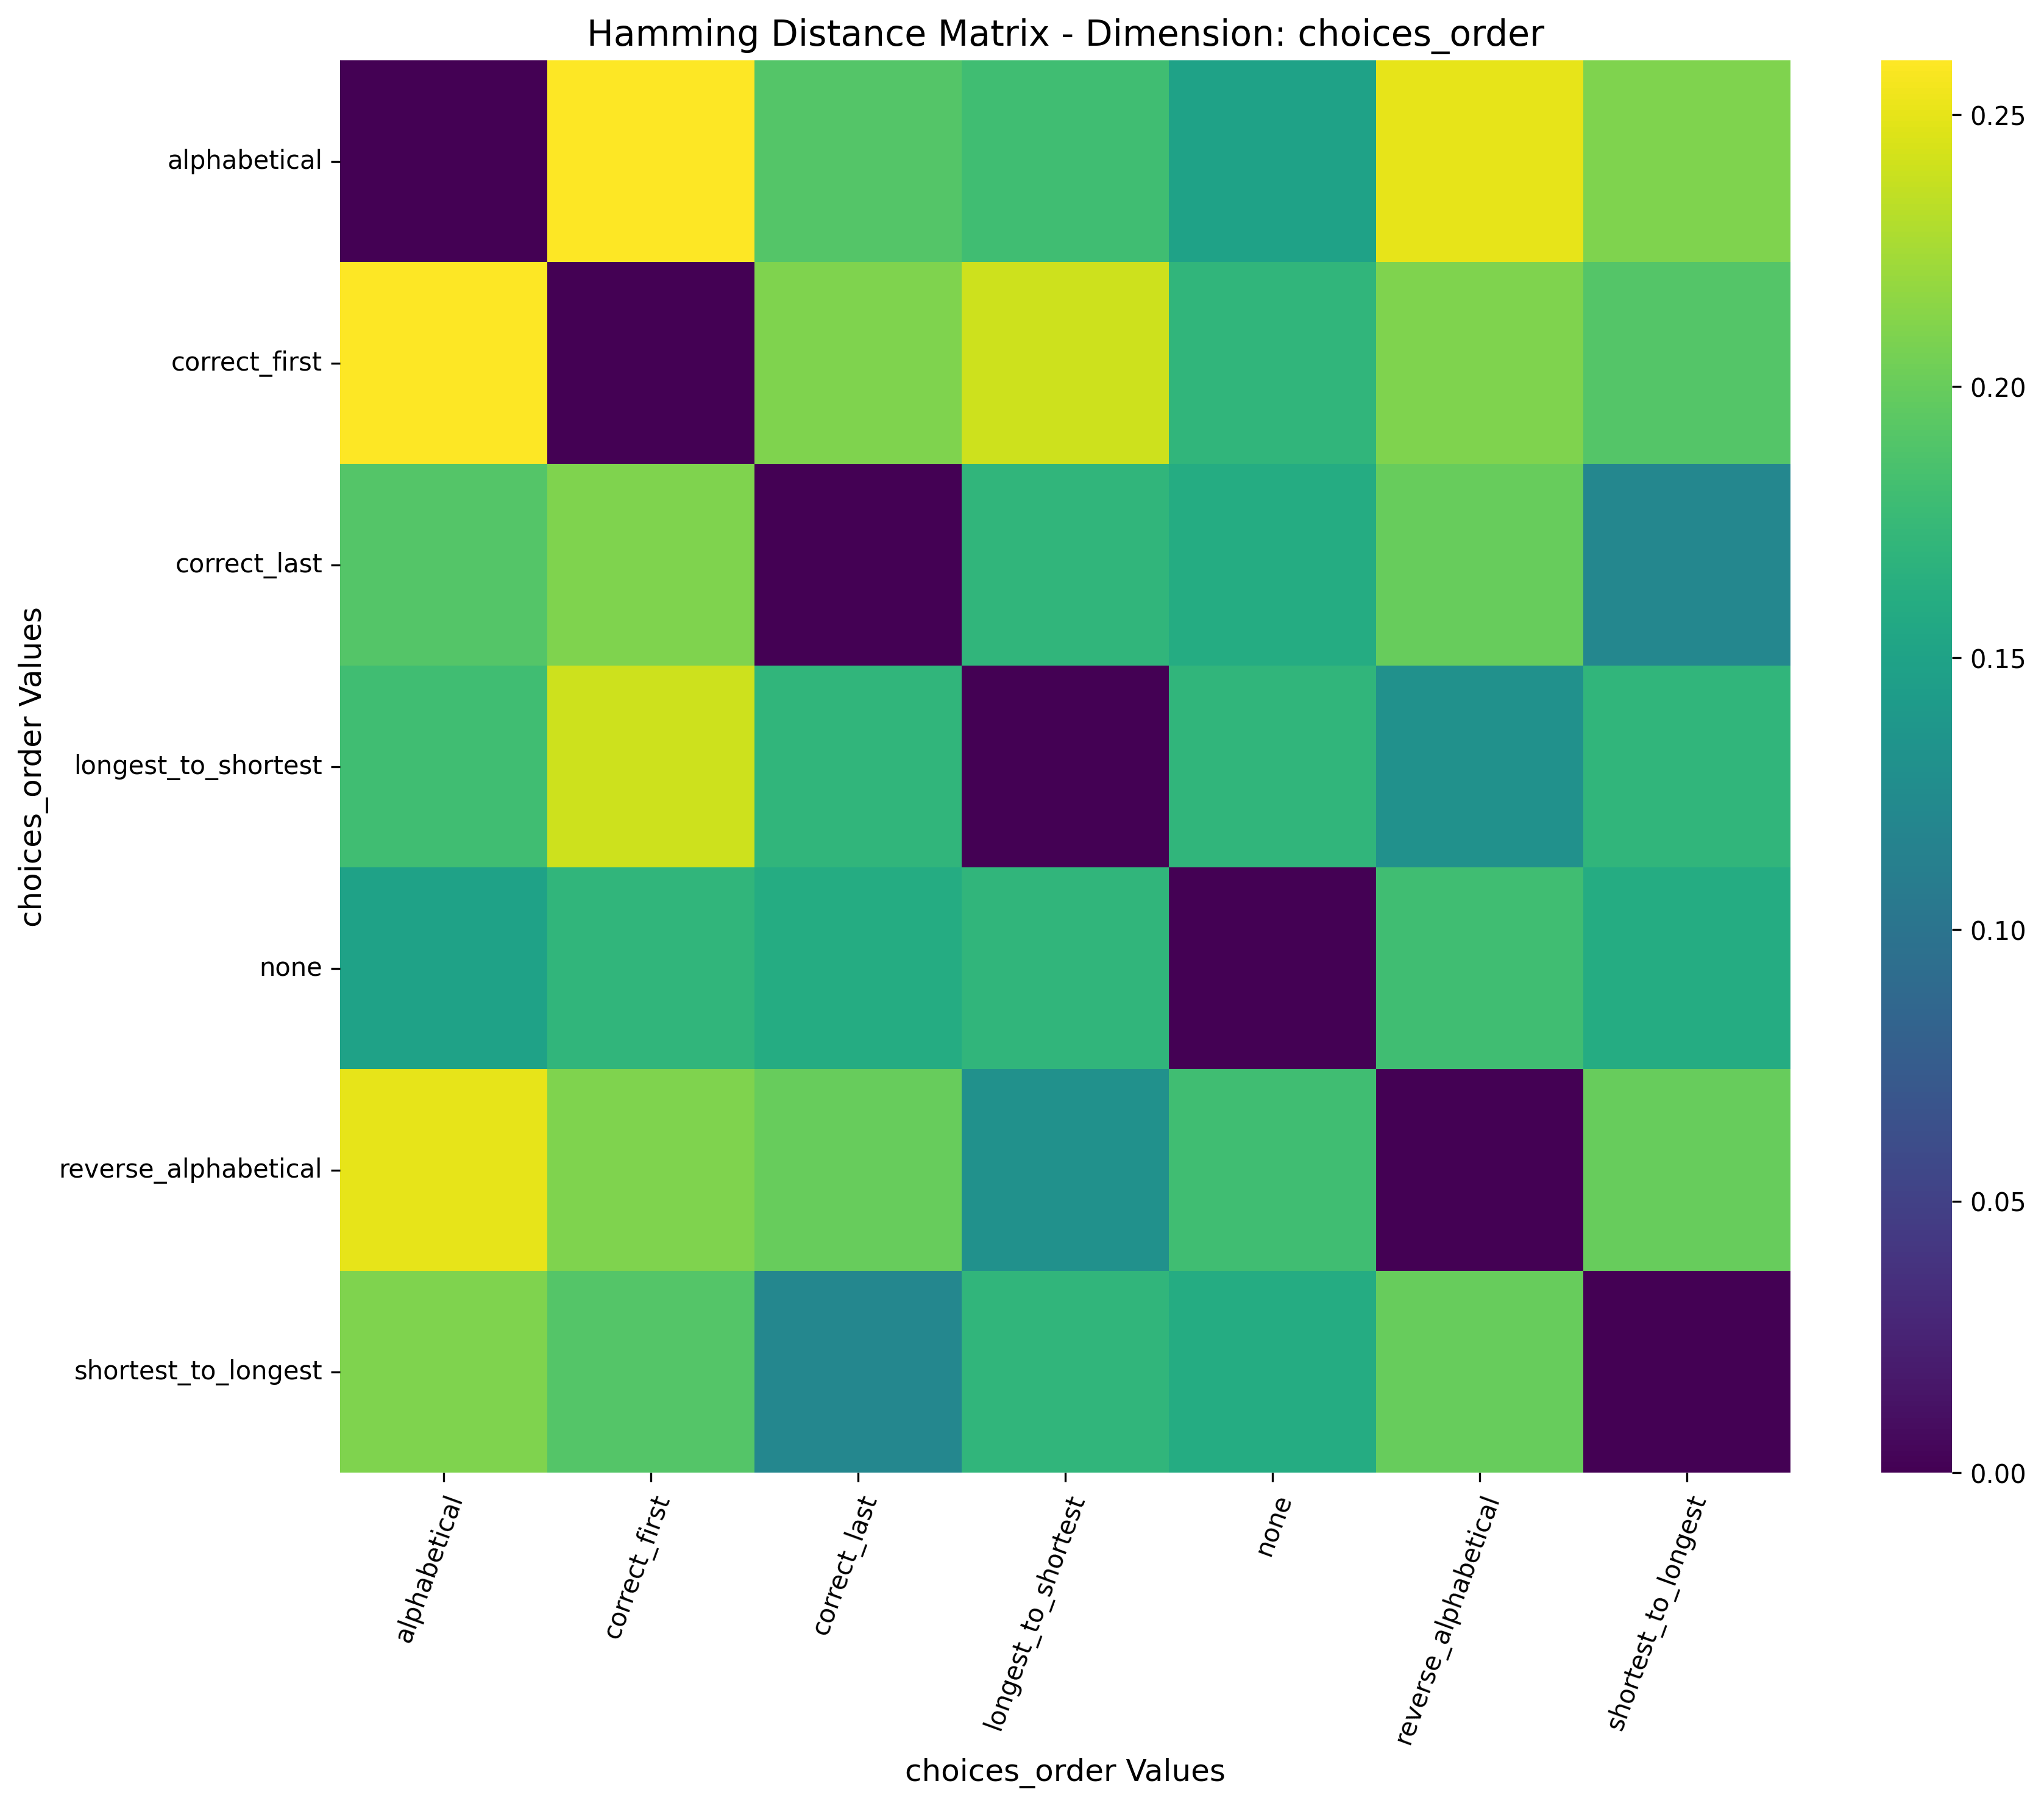 Hamming Distance Matrix - Dimension: choices_order
choices_order Values
alphabetical
correct_first
correct_last
longest_to_shortest
none
reverse_alphabetical
shortest_to_longest
0.25
0.20
0.15
0.10
0.05
0.00
alphabetical
correct_first
correct_last
longest_to_shortest
none
reverse_alphabetical
shortest_to_longest
choices_order Values